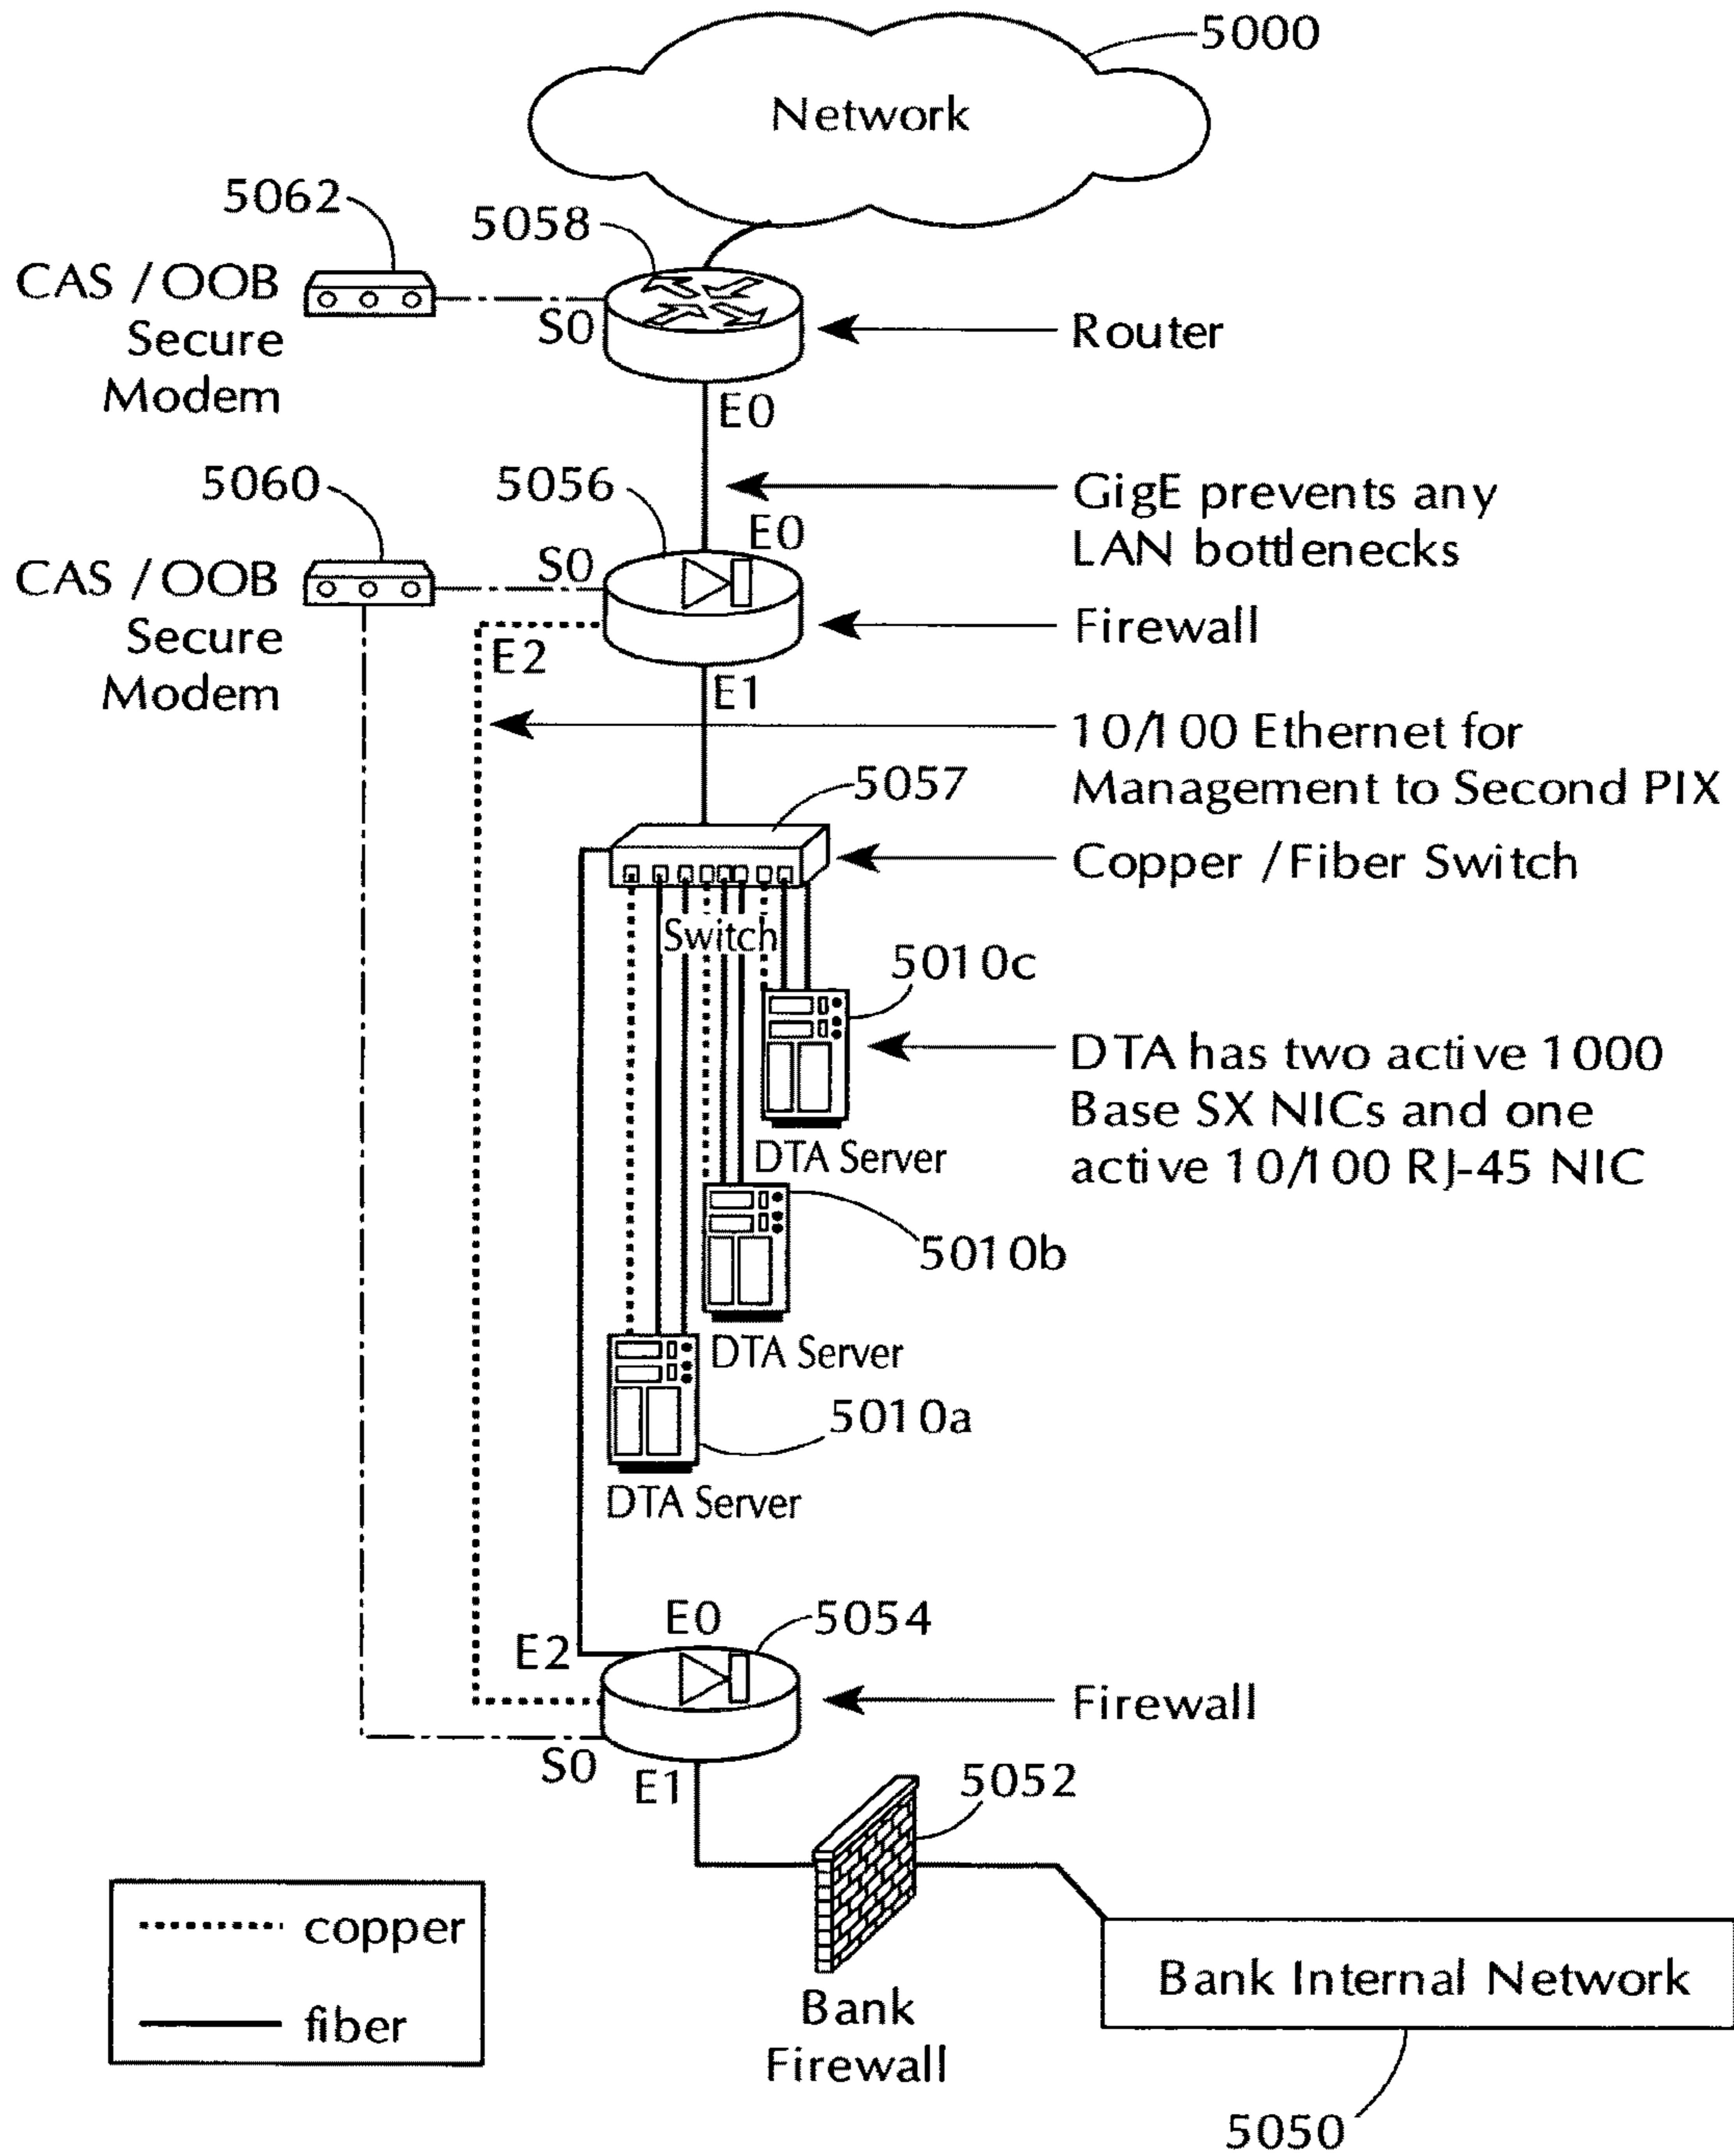 5000
Network
5062
5058
CAS / OOB
Secure
Modem
S0
Router
E0
5060
5056
GigE prevents any
LAN bottlenecks
E0
CAS / OOB
Secure
Modem
S0
Firewall
E2
E1
10/100 Ethernet for
Management to Second PIX
5057
Copper / Fiber Switch
Switch
5010c
DTA has two active 1000
Base SX NICs and one
active 10/100 RJ-45 NIC
DTA Server
5010b
DTA Server
5010a
DTA Server
E0
5054
E2
Firewall
S0
E1
5052
copper
fiber
Bank
Firewall
Bank Internal Network
5050